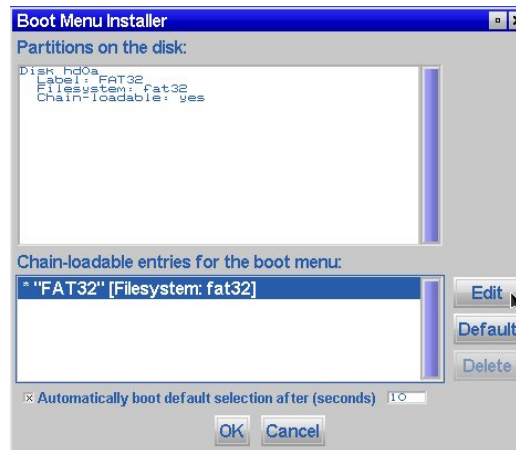 Boot Menu Installer
Partitions on the disk:
Disk hd0a
Label: FAT32
Filesystem: fat32
Chain-loadable: yes
Chain-loadable entries for the boot menu:
* "FAT32" [Filesystem: fat32]
Edit
Default
Delete
Automatically boot default selection after (seconds) 10
OK Cancel